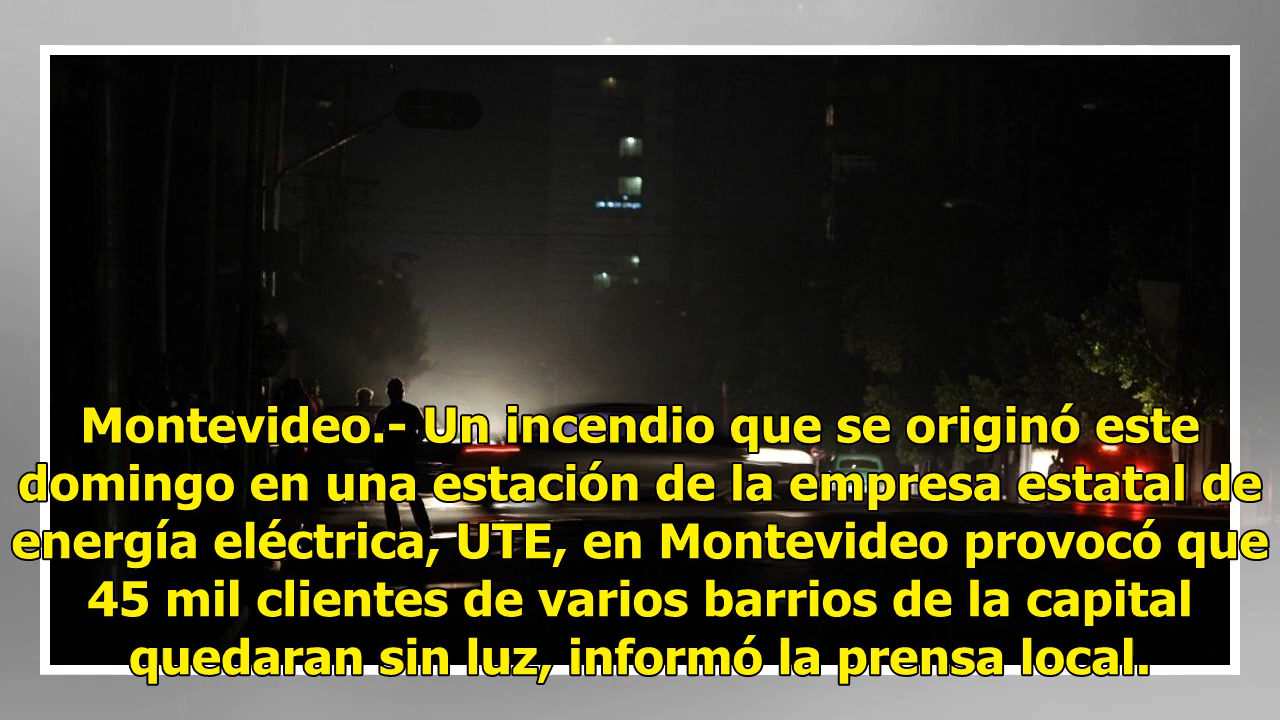 Montevideo.- Un incendio que se originó este
domingo en una estación de la empresa estatal de
energía eléctrica, UTE, en Montevideo provocó que
45 mil clientes de varios barrios de la capital
quedaran sin luz, informó la prensa local.